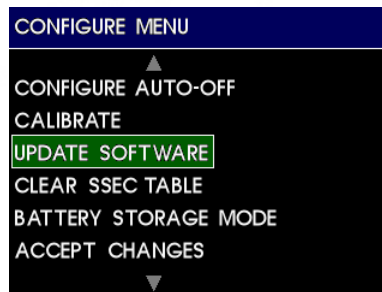 CONFIGURE MENU
CONFIGURE AUTO-OFF
CALIBRATE
UPDATE SOFTWARE
CLEAR SSEC TABLE
BATTERY STORAGE MODE
ACCEPT CHANGES